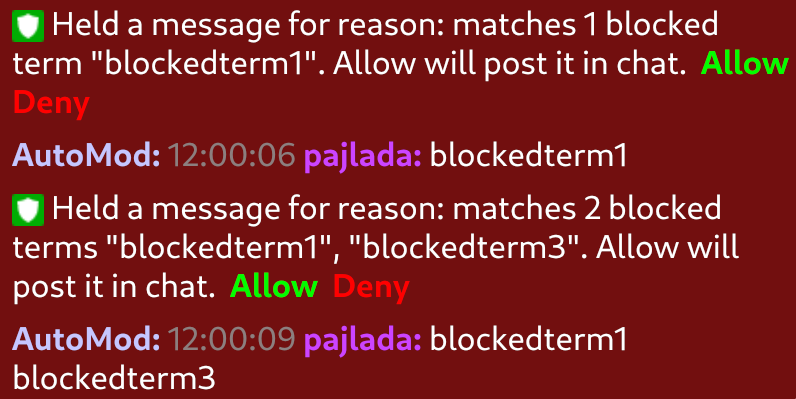 Held a message for reason: matches 1 blocked
term "blockedterm1". Allow will post it in chat. Allow
Deny
AutoMod: 12:00:06 pajlada: blockedterm1
Held a message for reason: matches 2 blocked
terms "blockedterm1", "blockedterm3". Allow will
post it in chat. Allow Deny
AutoMod: 12:00:09 pajlada: blockedterm1
blockedterm3